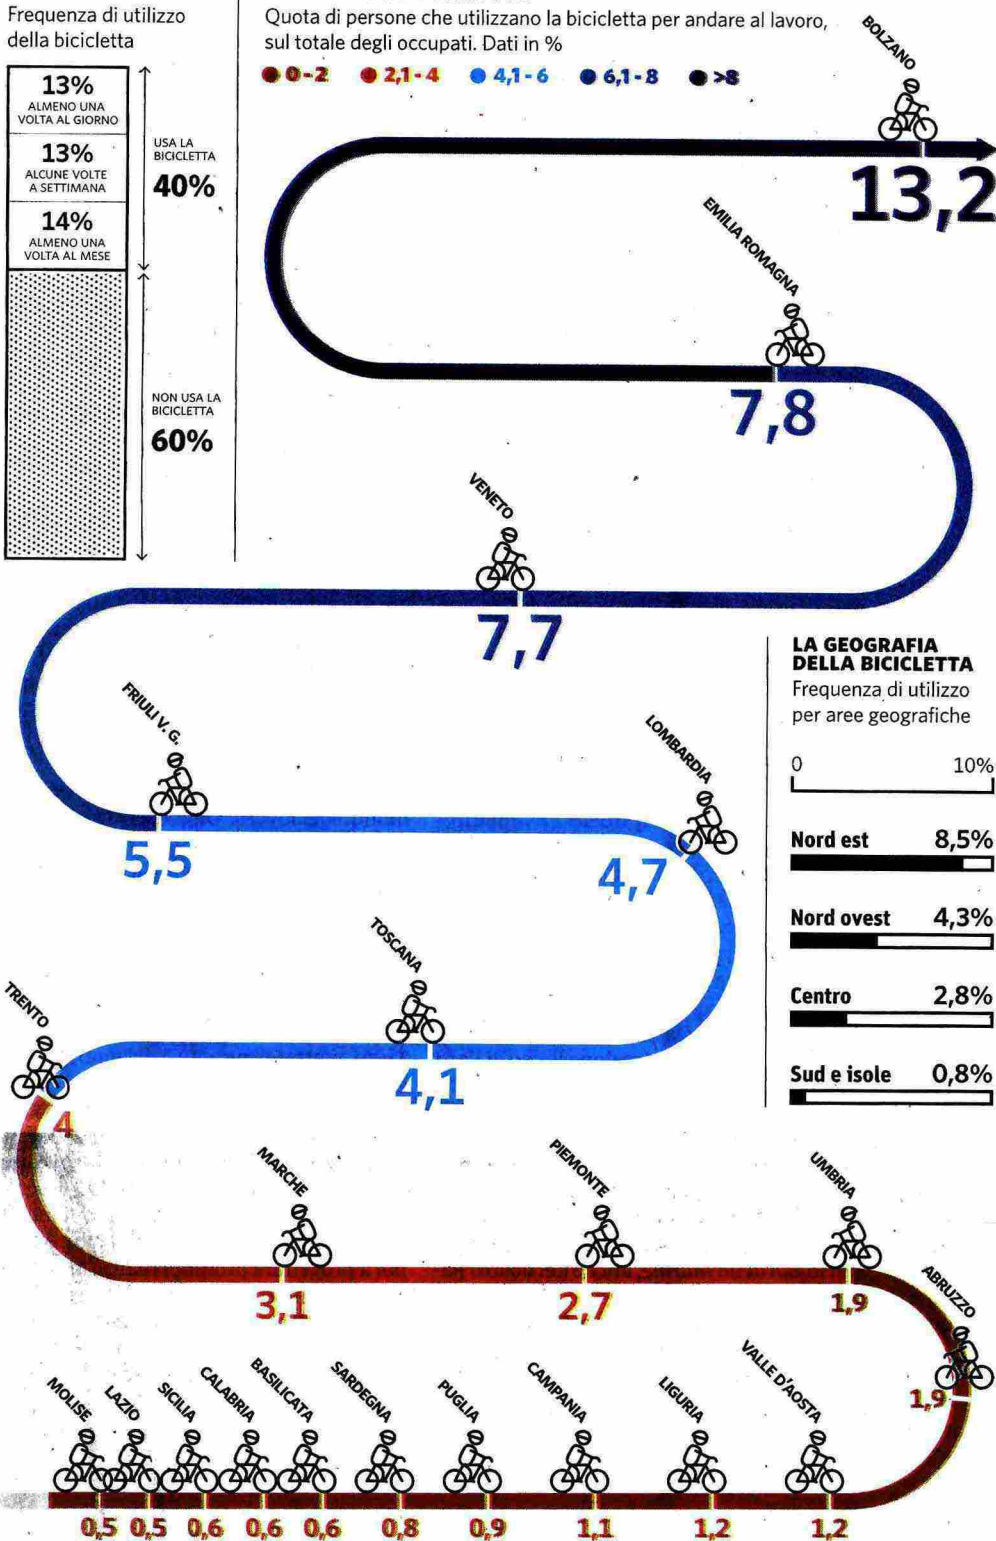 Frequenza di utilizzo
della bicicletta
13%
ALMENO UNA
VOLTA AL GIORNO
13%
ALCUNE VOLTE
A SETTIMANA
14%
ALMENO UNA
VOLTA AL MESE
USA LA
BICICLETTA
40%
NON USA LA
BICICLETTA
60%
Quota di persone che utilizzano la bicicletta per andare al lavoro,
sul totale degli occupati. Dati in %
0-2 2,1-4 4,1-6 6,1-8 >8
BOLZANO
13,2
EMILIA ROMAGNA
7,8
VENETO
7,7
FRIULI V. G.
5,5
LOMBARDIA
4,7
TOSCANA
4,1
TRENTO
4
MARCHE
3,1
PIEMONTE
2,7
UMBRIA
1,9
ABRUZZO
1,9
MOLISE LAZIO SICILIA CALABRIA BASILICATA SARDEGNA PUGLIA CAMPANIA LIGURIA VALLE D'AOSTA
0,5 0,5 0,6 0,6 0,6 0,8 0,9 1,1 1,2 1,2
LA GEOGRAFIA
DELLA BICICLETTA
Frequenza di utilizzo
per aree geografiche
0 10%
Nord est 8,5%
Nord ovest 4,3%
Centro 2,8%
Sud e isole 0,8%